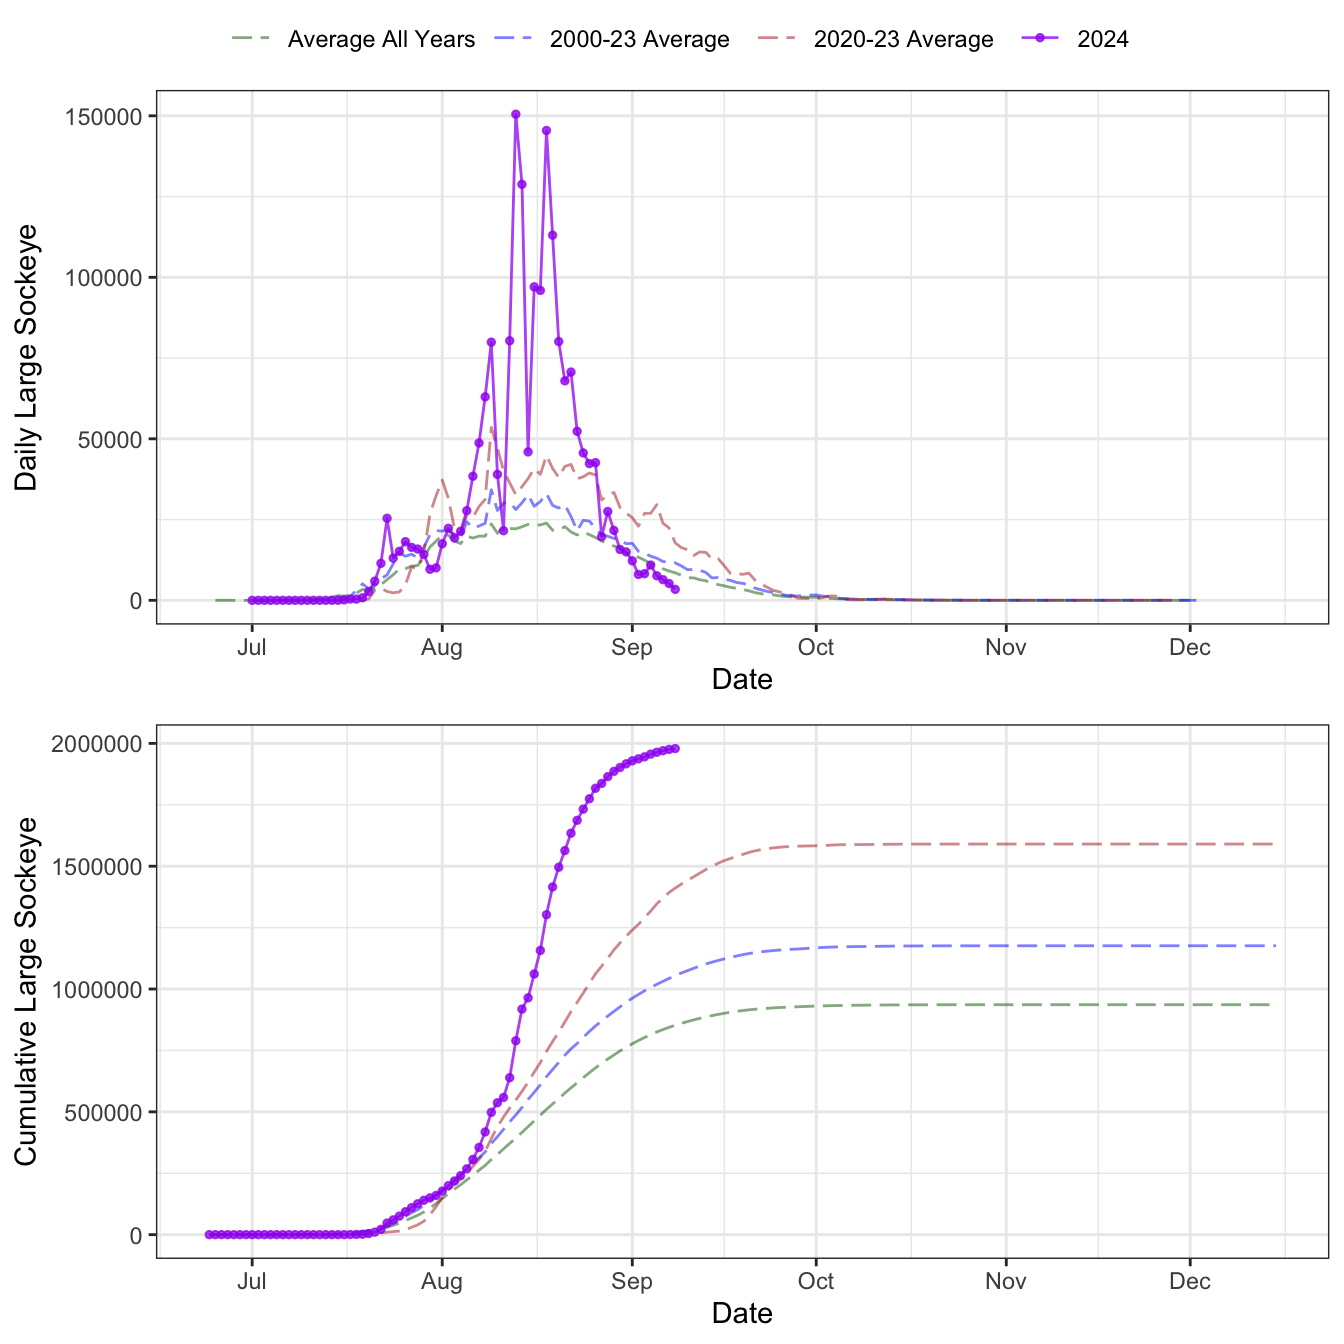 Average All Years 2000-23 Average 2020-23 Average 2024
150000
100000
50000
0
Daily Large Sockeye
Jul Aug Sep Oct Nov Dec
Date
2000000
1500000
1000000
500000
0
Cumulative Large Sockeye
Jul Aug Sep Oct Nov Dec
Date